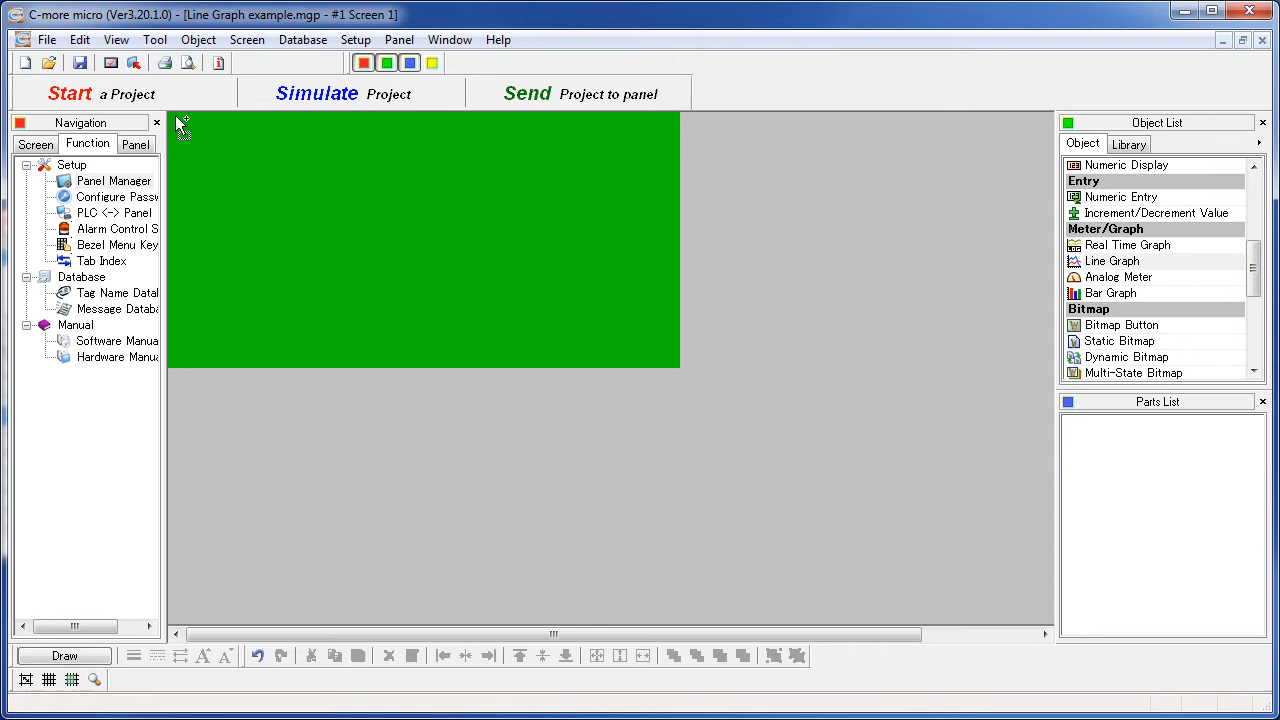 C-more micro (Ver3.20.1.0) - [Line Graph example.mgp - #1 Screen 1]
File Edit View Tool Object Screen Database Setup Panel Window Help
Start a Project Simulate Project Send Project to panel
Navigation
Screen Function Panel
Setup
Panel Manager
Configure Passw
PLC <-> Panel
Alarm Control S
Bezel Menu Key
Tab Index
Database
Tag Name Datal
Message Databa
Manual
Software Manua
Hardware Manua
Object List
Object Library
Numeric Display
Entry
Numeric Entry
Increment/Decrement Value
Meter/Graph
Real Time Graph
Line Graph
Analog Meter
Bar Graph
Bitmap
Bitmap Button
Static Bitmap
Dynamic Bitmap
Multi-State Bitmap
Parts List
Draw